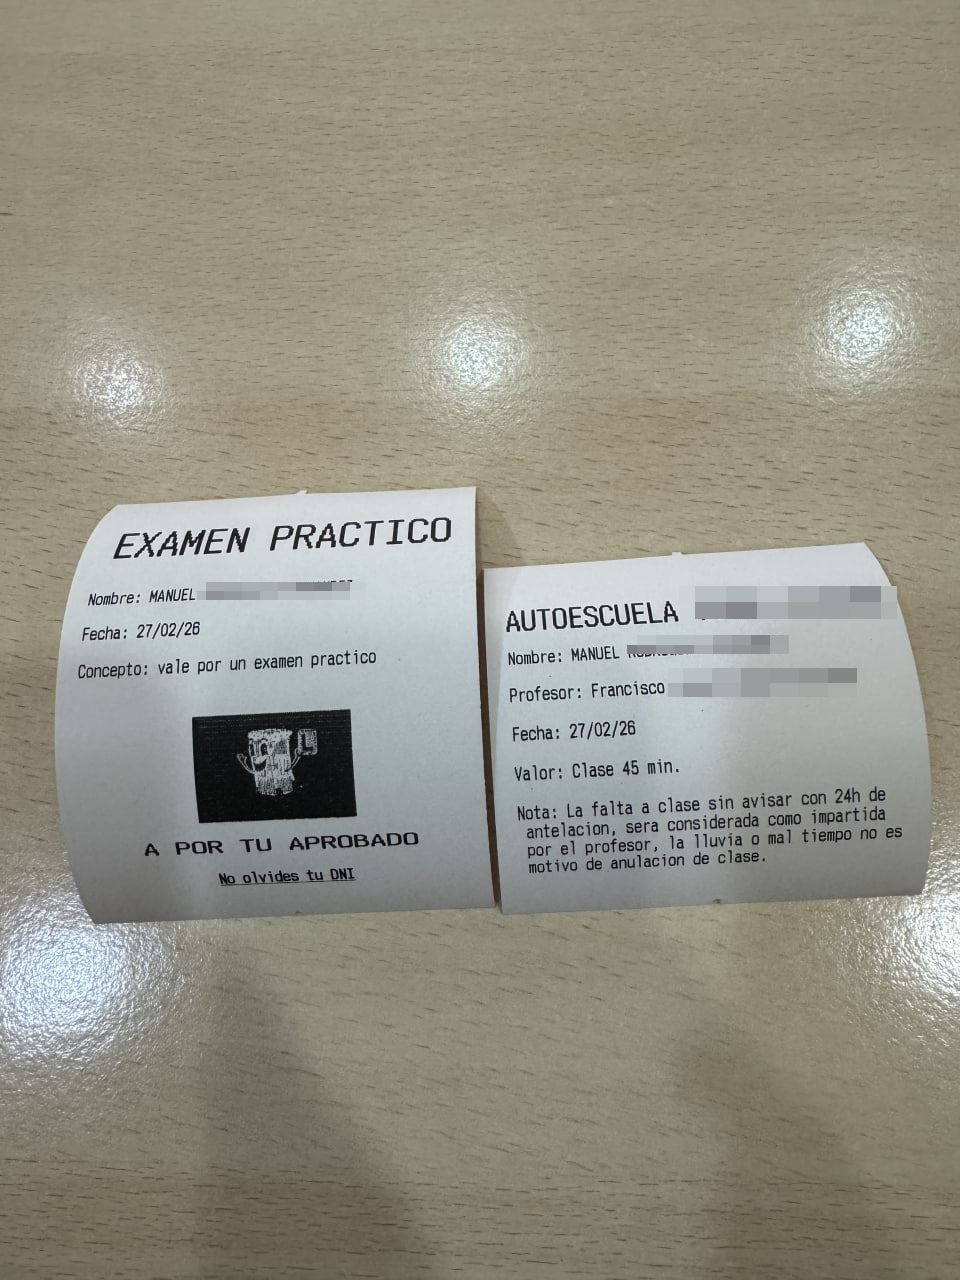 EXAMEN PRACTICO
Nombre: MANUEL
Fecha: 27/02/26
Concepto: vale por un examen practico
A POR TU APROBADO
No olvides tu DNI
AUTOESCUELA
Nombre: MANUEL
Profesor: Francisco
Fecha: 27/02/26
Valor: Clase 45 min.
Nota: La falta a clase sin avisar con 24h de
antelacion, sera considerada como impartida
por el profesor, la lluvia o mal tiempo no es
motivo de anulacion de clase.